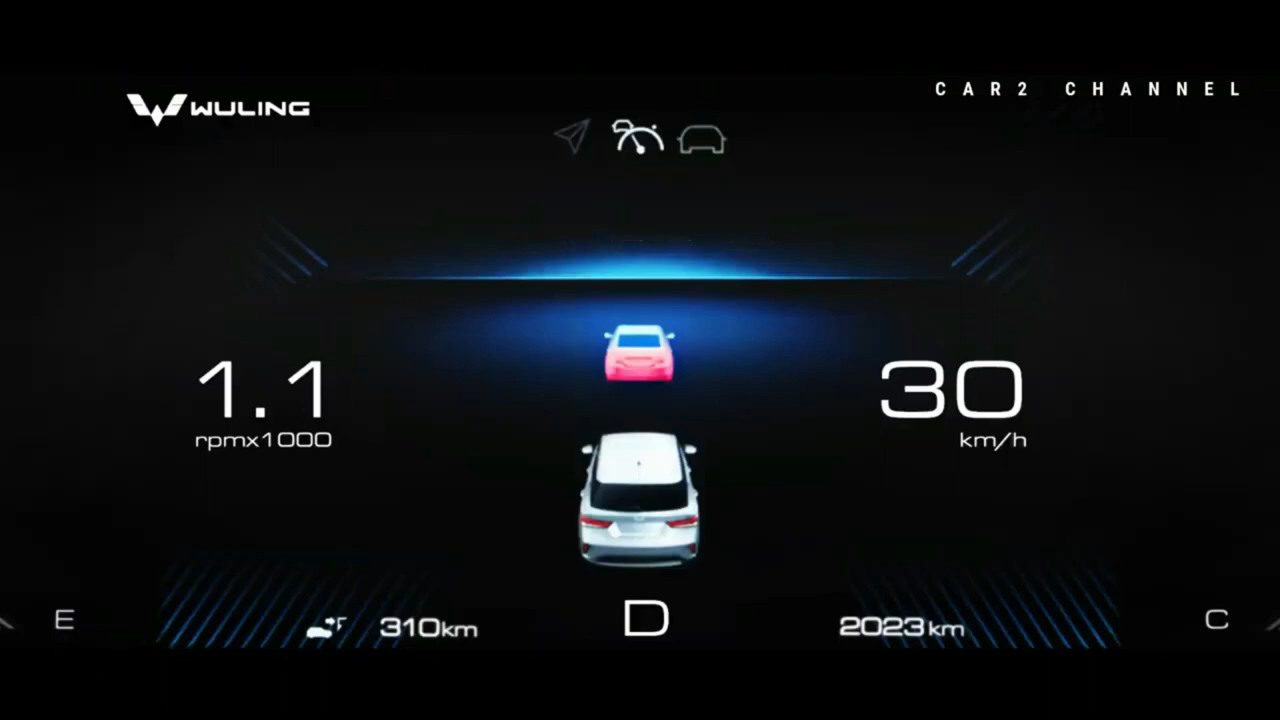 WULING
CAR2 CHANNEL
1.1
rpmx1000
30
km/h
E
310km
D
2023km
C